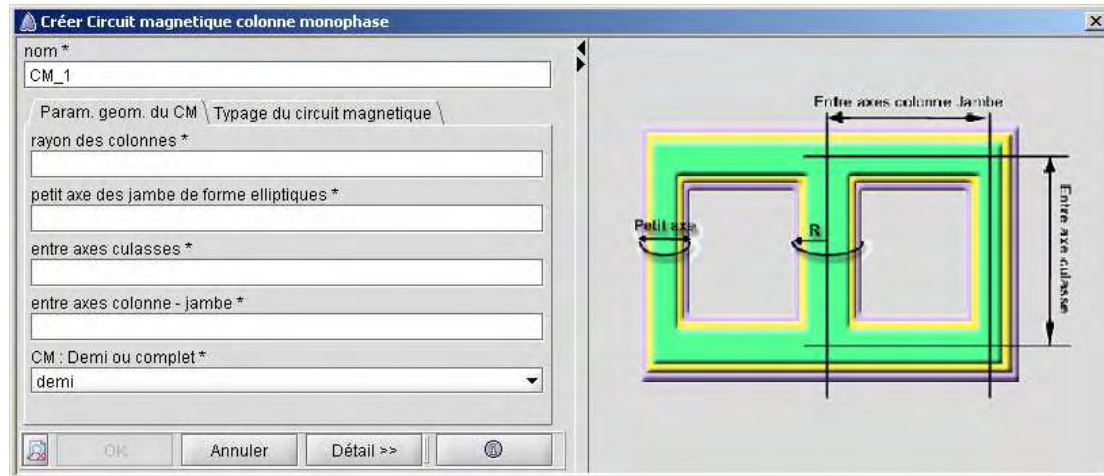 Créer Circuit magnetique colonne monophase
nom *
CM_1
Param. geom. du CM Typage du circuit magnetique
rayon des colonnes *
petit axe des jambe de forme elliptiques *
entre axes culasses *
entre axes colonne - jambe *
CM : Demi ou complet *
demi
OK Annuler Détail >>
Entre axes colonne Jambe
Petit axe
R
Entre axe culasse